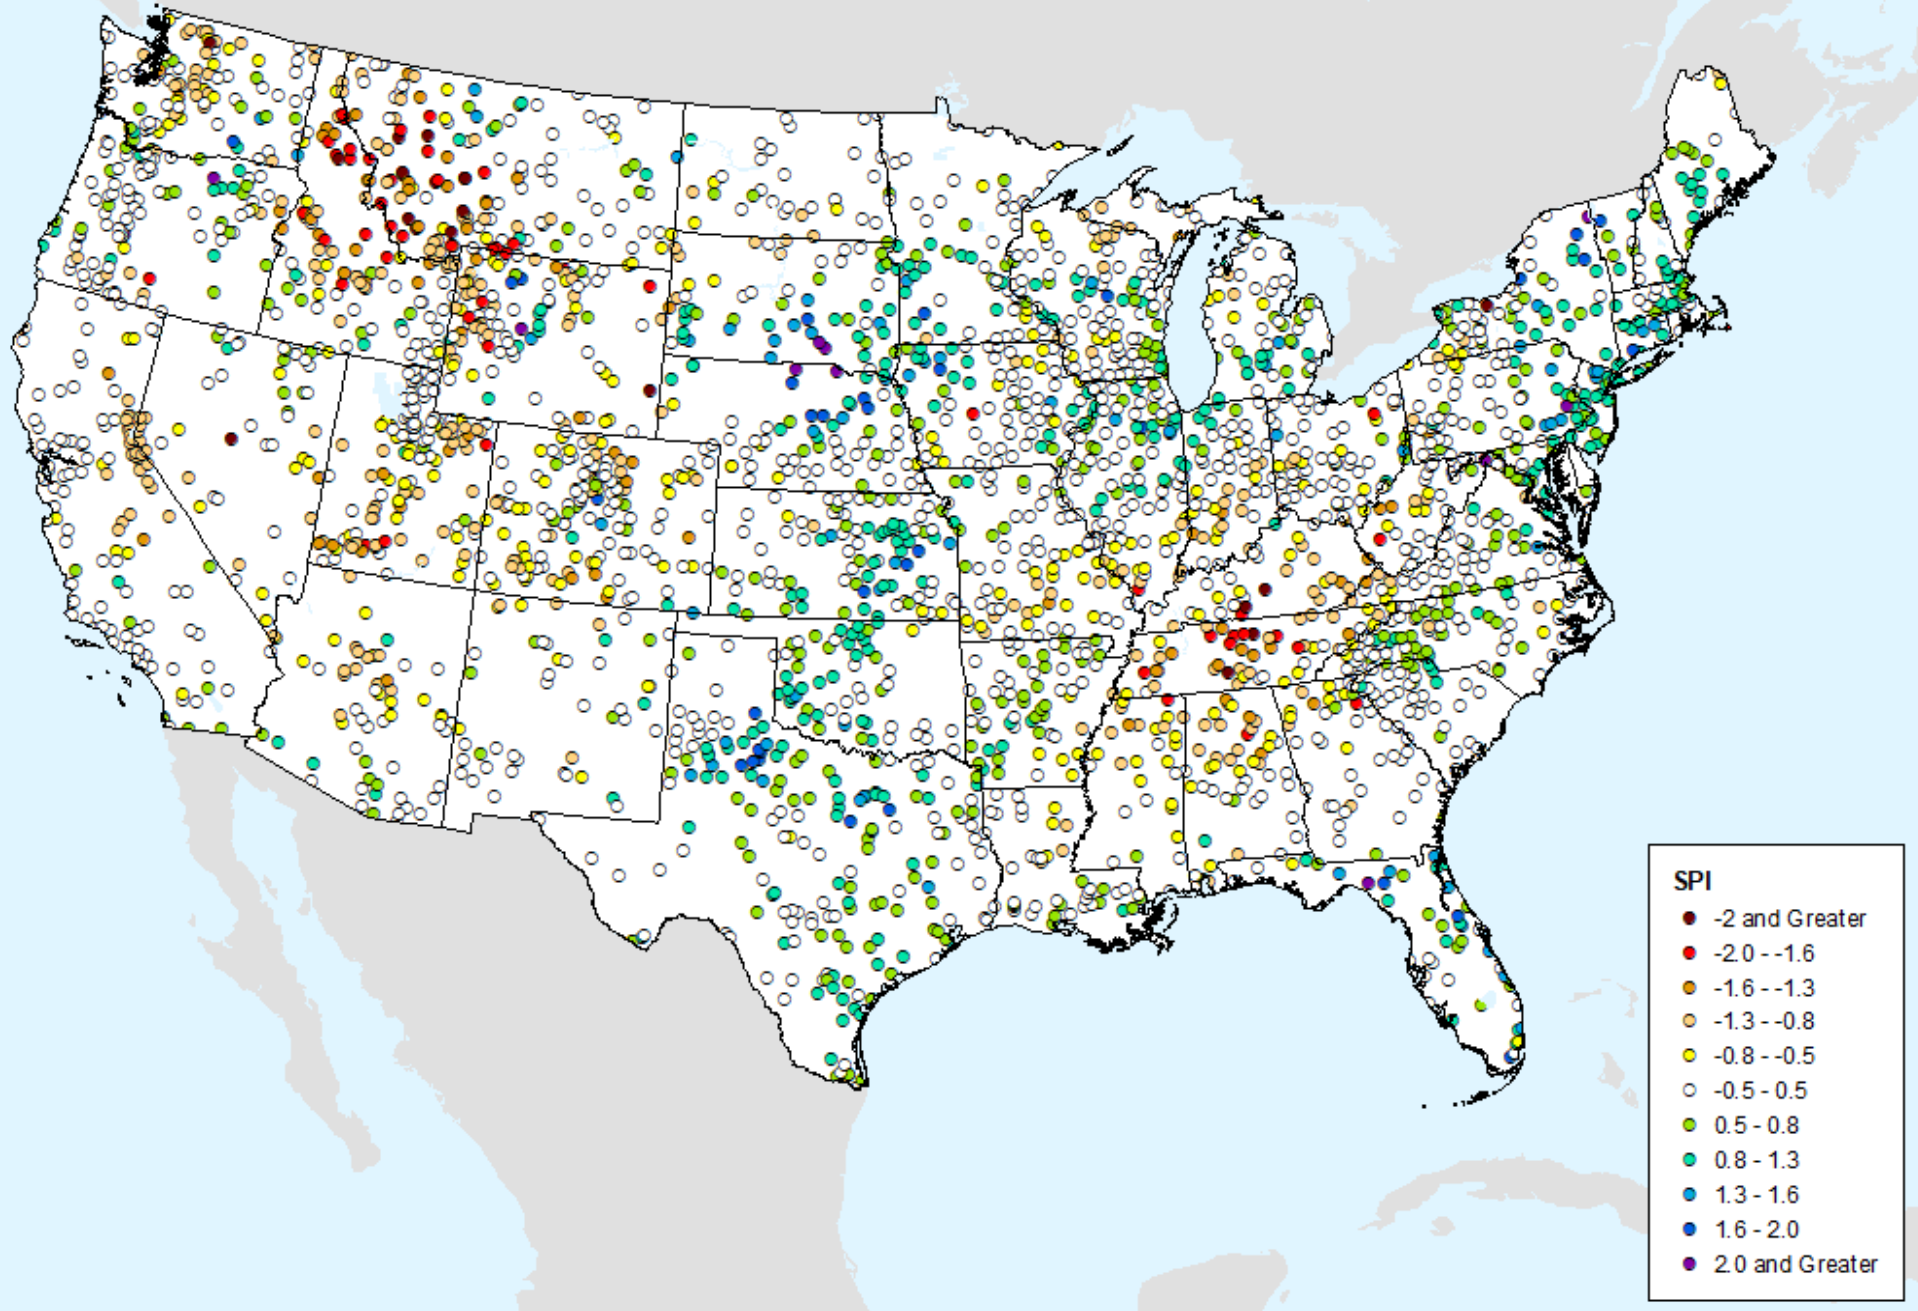 SPI
-2 and Greater
-2.0 - -1.6
-1.6 - -1.3
-1.3 - -0.8
-0.8 - -0.5
-0.5 - 0.5
0.5 - 0.8
0.8 - 1.3
1.3 - 1.6
1.6 - 2.0
2.0 and Greater